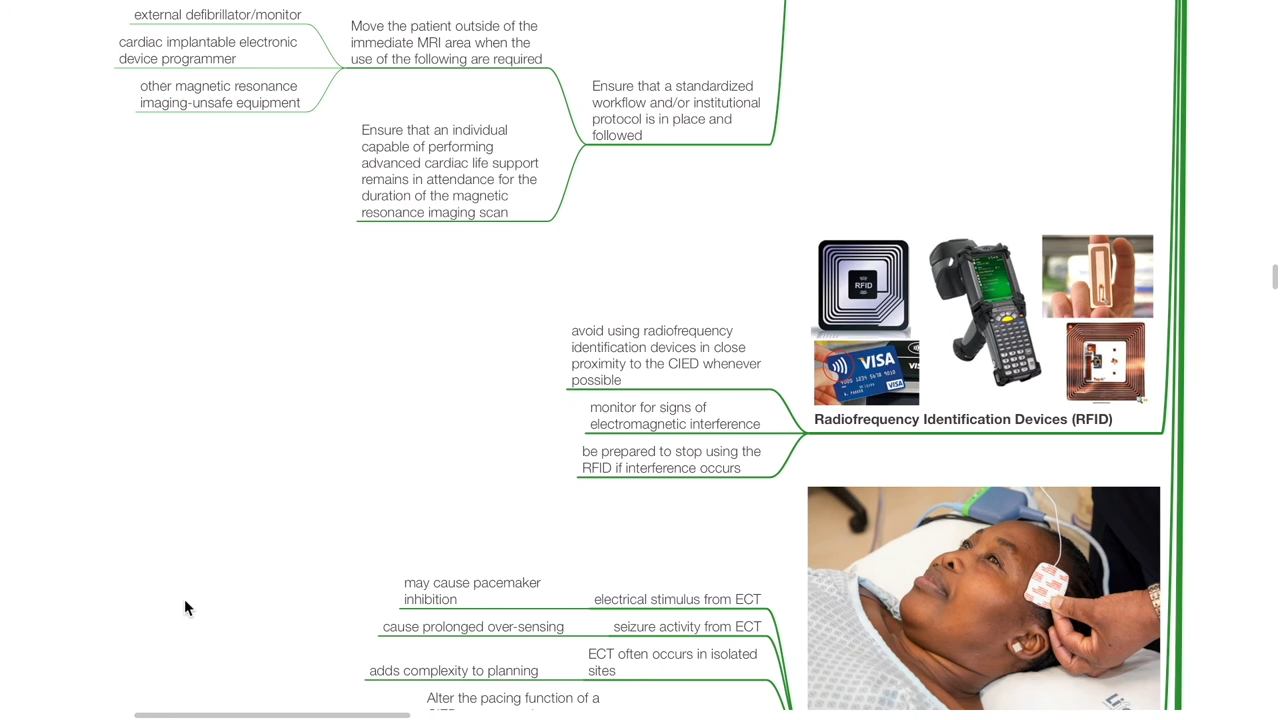 external defibrillator/monitor
cardiac implantable electronic
device programmer
other magnetic resonance
imaging-unsafe equipment
Move the patient outside of the
immediate MRI area when the
use of the following are required
Ensure that an individual
capable of performing
advanced cardiac life support
remains in attendance for the
duration of the magnetic
resonance imaging scan
Ensure that a standardized
workflow and/or institutional
protocol is in place and
followed
RFID
VISA
VISA
avoid using radiofrequency
identification devices in close
proximity to the CIED whenever
possible
monitor for signs of
electromagnetic interference
be prepared to stop using the
RFID if interference occurs
Radiofrequency Identification Devices (RFID)
may cause pacemaker
inhibition
electrical stimulus from ECT
cause prolonged over-sensing
seizure activity from ECT
ECT often occurs in isolated
sites
adds complexity to planning
Alter the pacing function of a